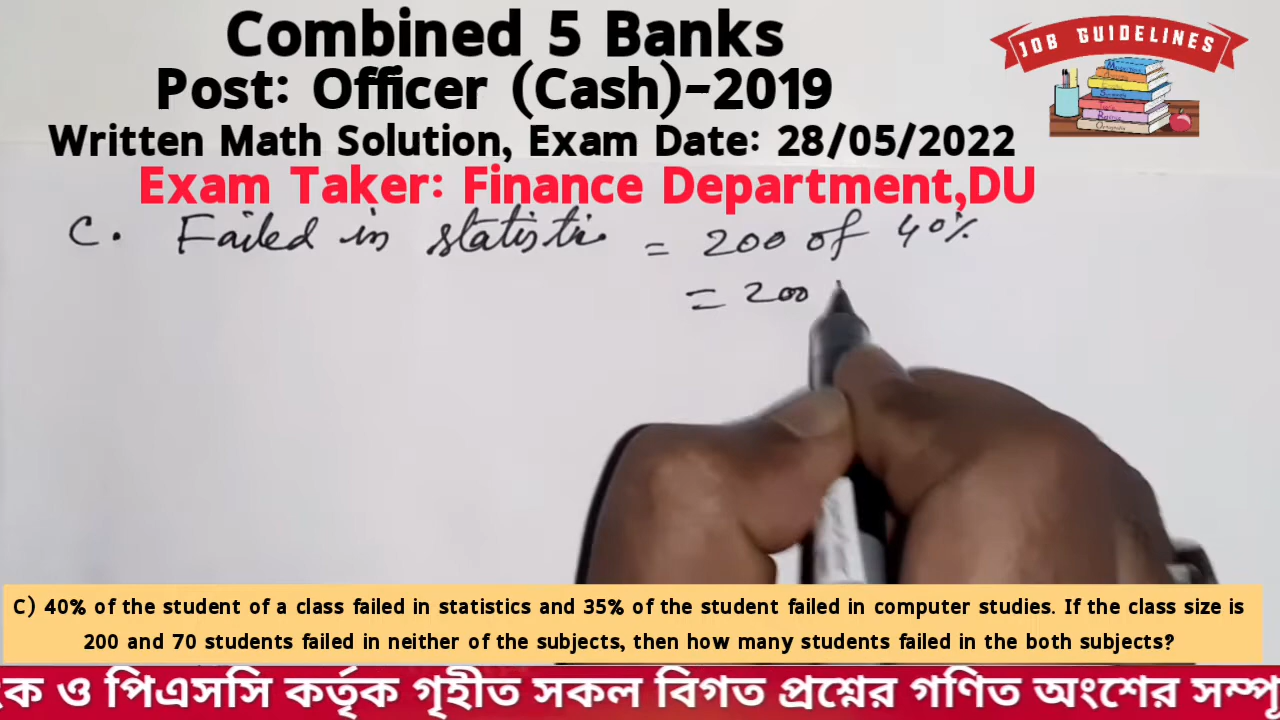 Combined 5 Banks
JOB GUIDELINES
Post: Officer (Cash)-2019
Written Math Solution, Exam Date: 28/05/2022
Exam Taker: Finance Department,DU
C. Failed in statisti = 200 of 40%
= 200
C) 40% of the student of a class failed in statistics and 35% of the student failed in computer studies. If the class size is
200 and 70 students failed in neither of the subjects, then how many students failed in the both subjects?
ও পিএসসি কর্তৃক গৃহীত সকল বিগত প্রশ্নের গণিত অংশের